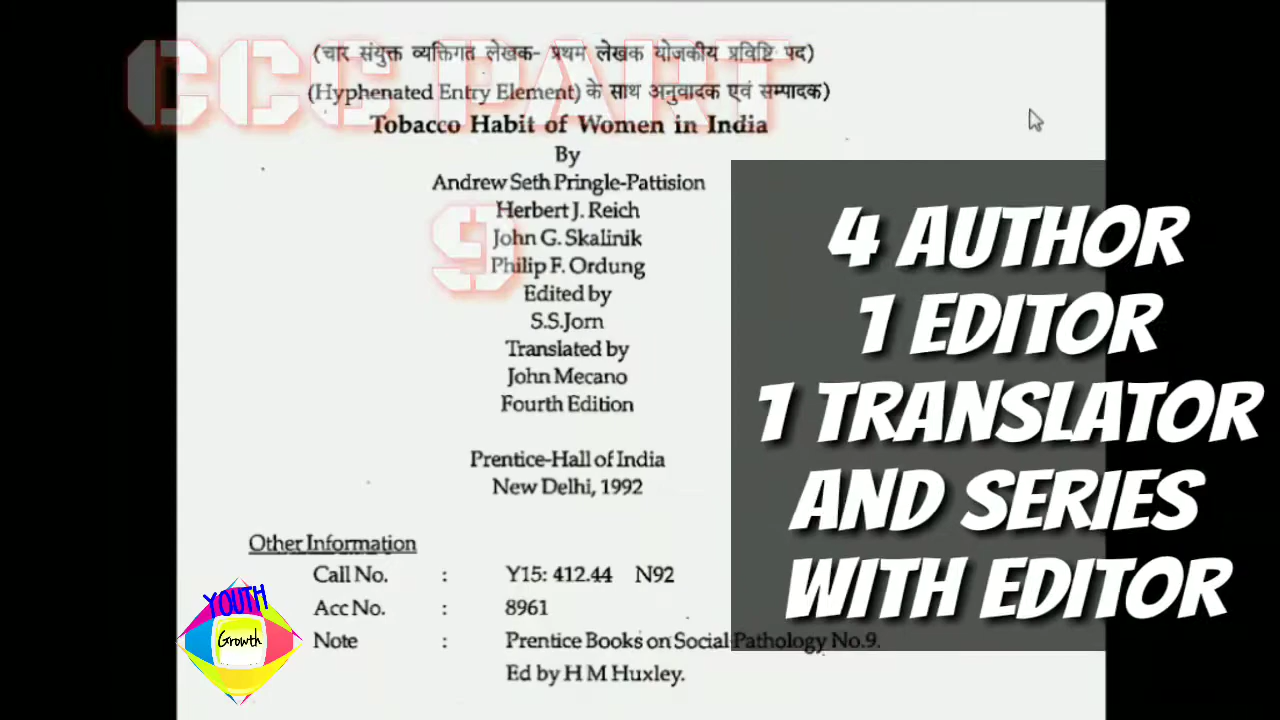 CCC PART
9
(चार संयुक्त व्यक्तिगत लेखक- प्रथम लेखक योजकीय प्रविष्टि पद)
(Hyphenated Entry Element) के साथ अनुवादक एवं सम्पादक)
Tobacco Habit of Women in India
By
Andrew Seth Pringle-Pattision
Herbert J. Reich
John G. Skalinik
Philip F. Ordung
Edited by
S.S.Jorn
Translated by
John Mecano
Fourth Edition
Prentice-Hall of India
New Delhi, 1992
Other Information
Call No. : Y15: 412.44 N92
Acc No. : 8961
Note : Prentice Books on Social Pathology No.9.
Ed by H M Huxley.
4 AUTHOR
1 EDITOR
1 TRANSLATOR
AND SERIES
WITH EDITOR
YOUTH
Growth